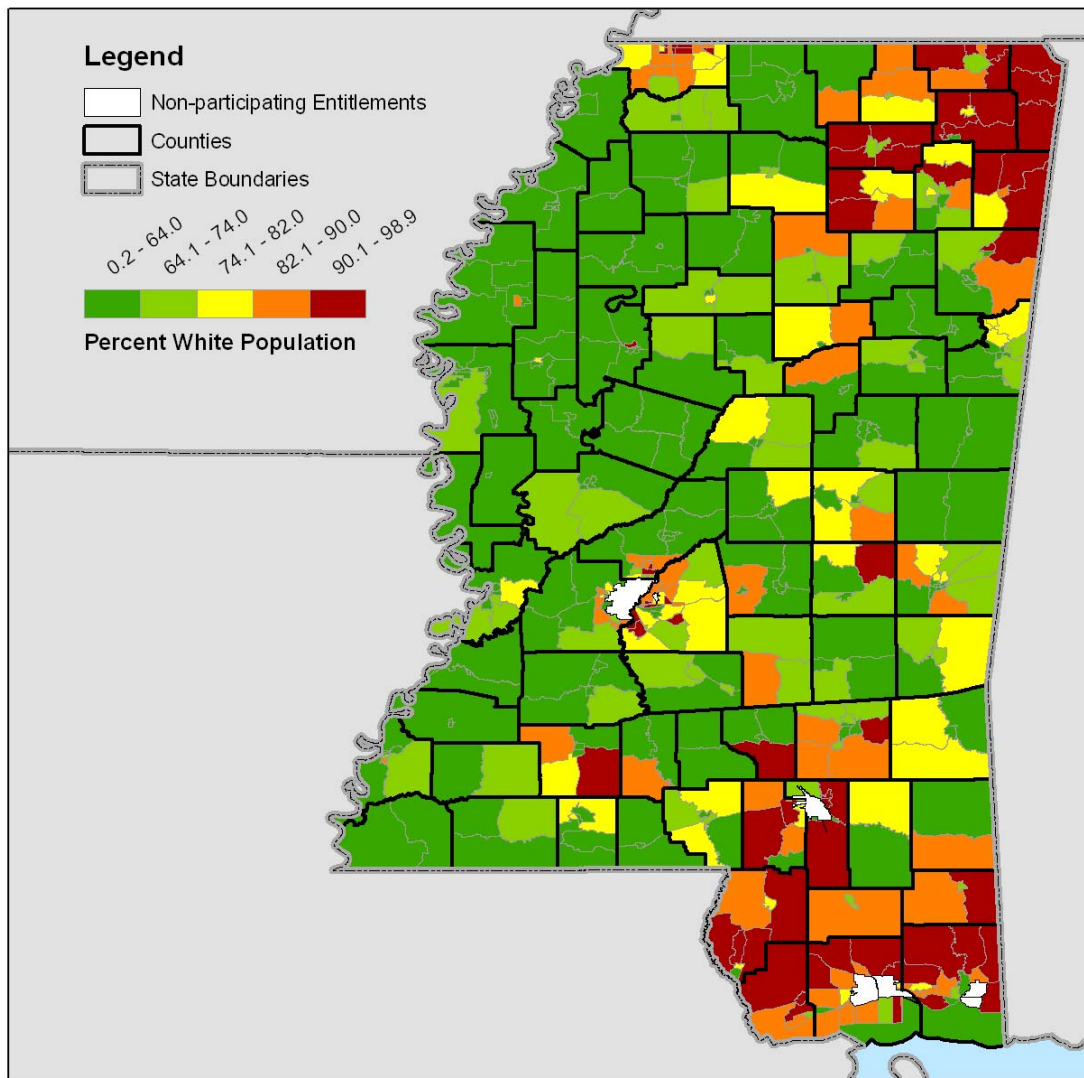 Legend
Non-participating Entitlements
Counties
State Boundaries
0.2 - 64.0
64.1 - 74.0
74.1 - 82.0
82.1 - 90.0
90.1 - 98.9
Percent White Population